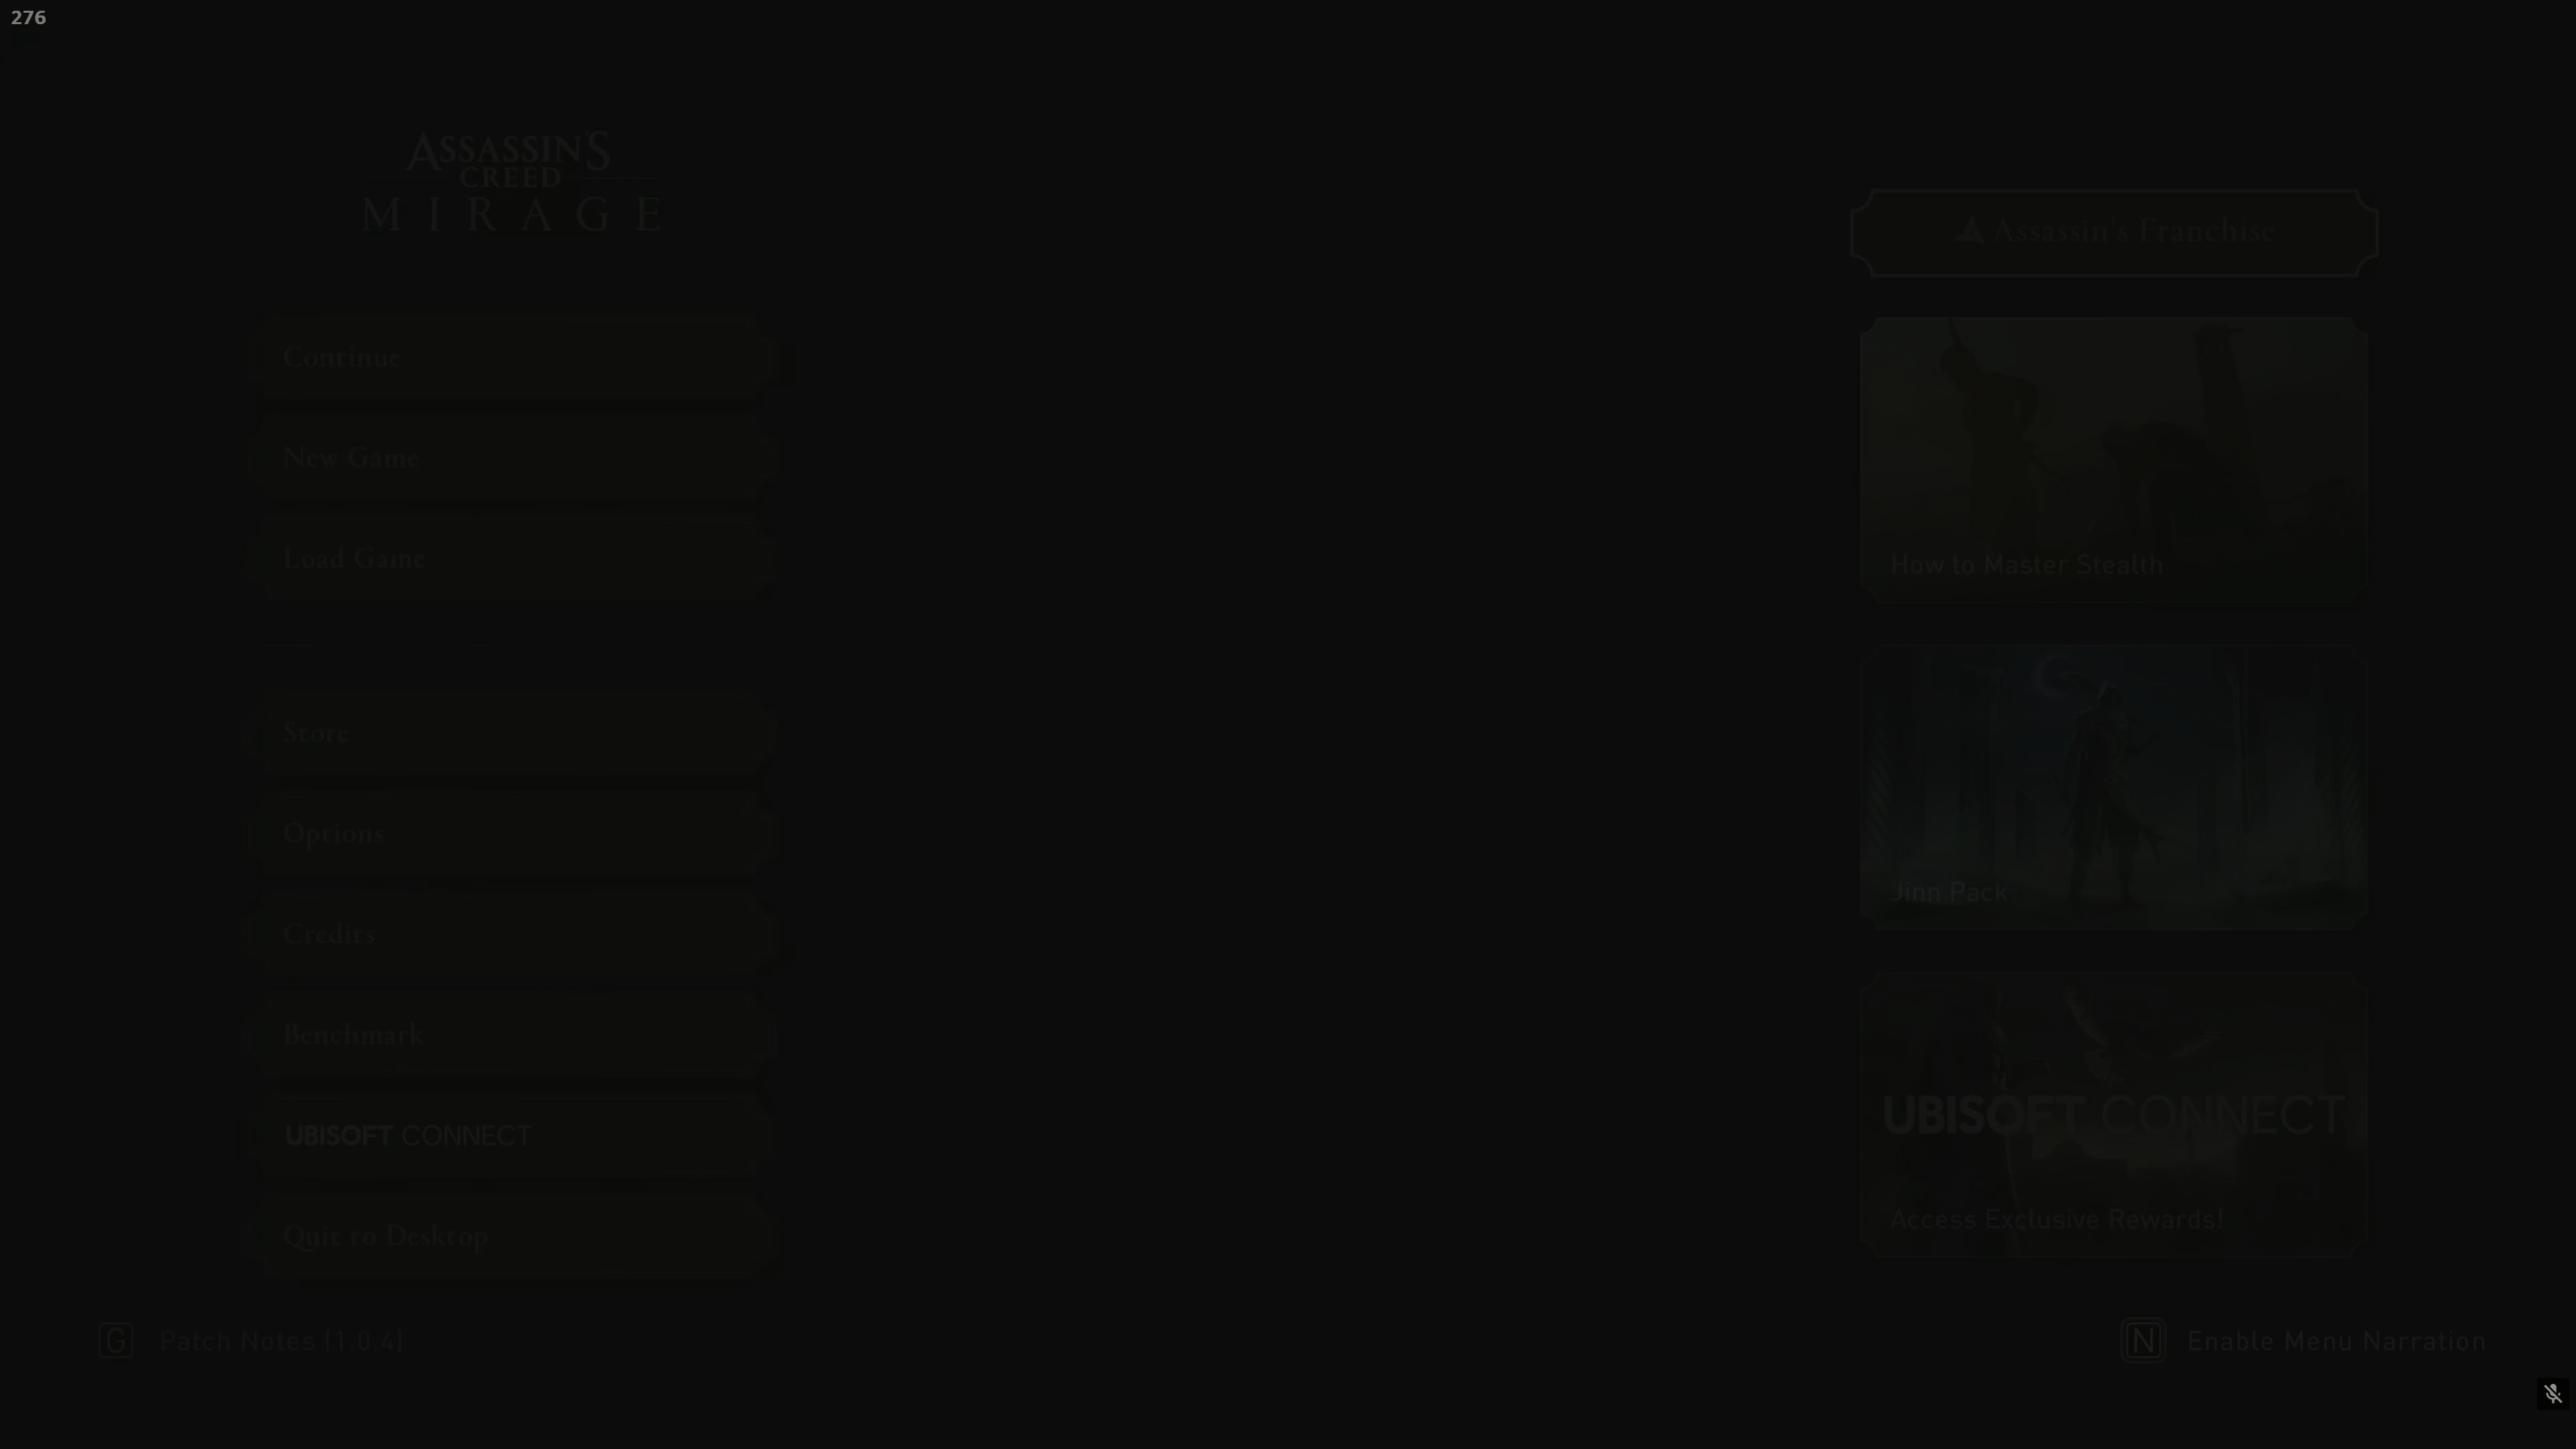 276
ASSASSIN'S
CREED
MIRAGE
Continue
New Game
Load Game
Store
Options
Credits
Benchmark
UBISOFT CONNECT
Quit to Desktop
G Patch Notes (1.0.4)
Assassin's Franchise
How to Master Stealth
Jinn Pack
UBISOFT CONNECT
Access Exclusive Rewards!
N Enable Menu Narration